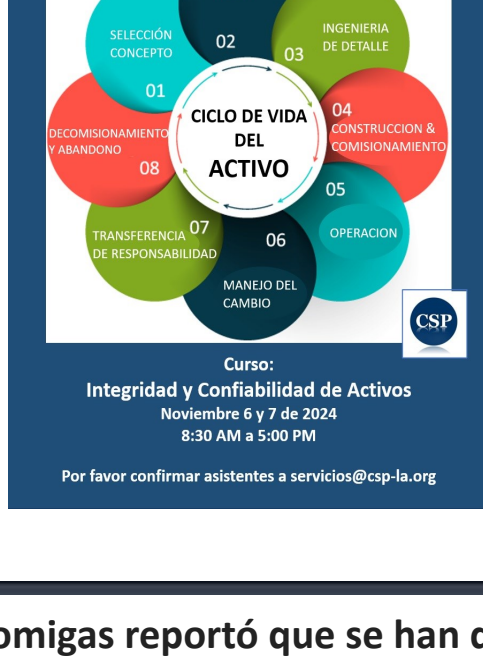 SELECCIÓN
CONCEPTO
01
02
INGENIERIA
DE DETALLE
03
04
CONSTRUCCION &
COMISIONAMIENTO
05
OPERACION
06
MANEJO DEL
CAMBIO
07
TRANSFERENCIA
DE RESPONSABILIDAD
DECOMISIONAMIENTO
Y ABANDONO
08
CICLO DE VIDA
DEL
ACTIVO
CSP
Curso:
Integridad y Confiabilidad de Activos
Noviembre 6 y 7 de 2024
8:30 AM a 5:00 PM
Por favor confirmar asistentes a servicios@csp-la.org
omigas reportó que se han